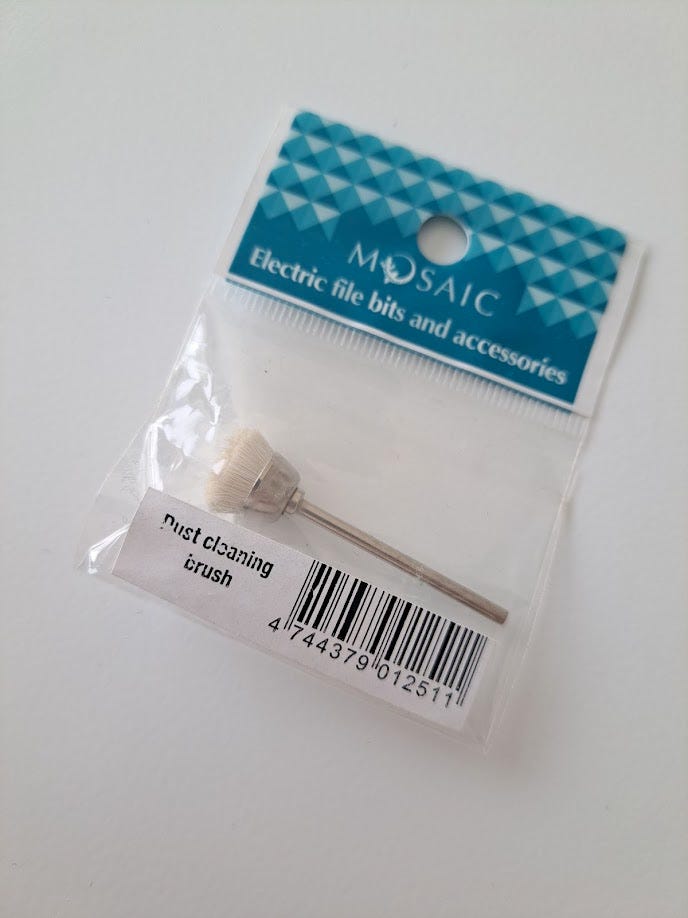 MOSAIC
Electric file bits and accessories
Dust cleaning
brush
4 744379 012511